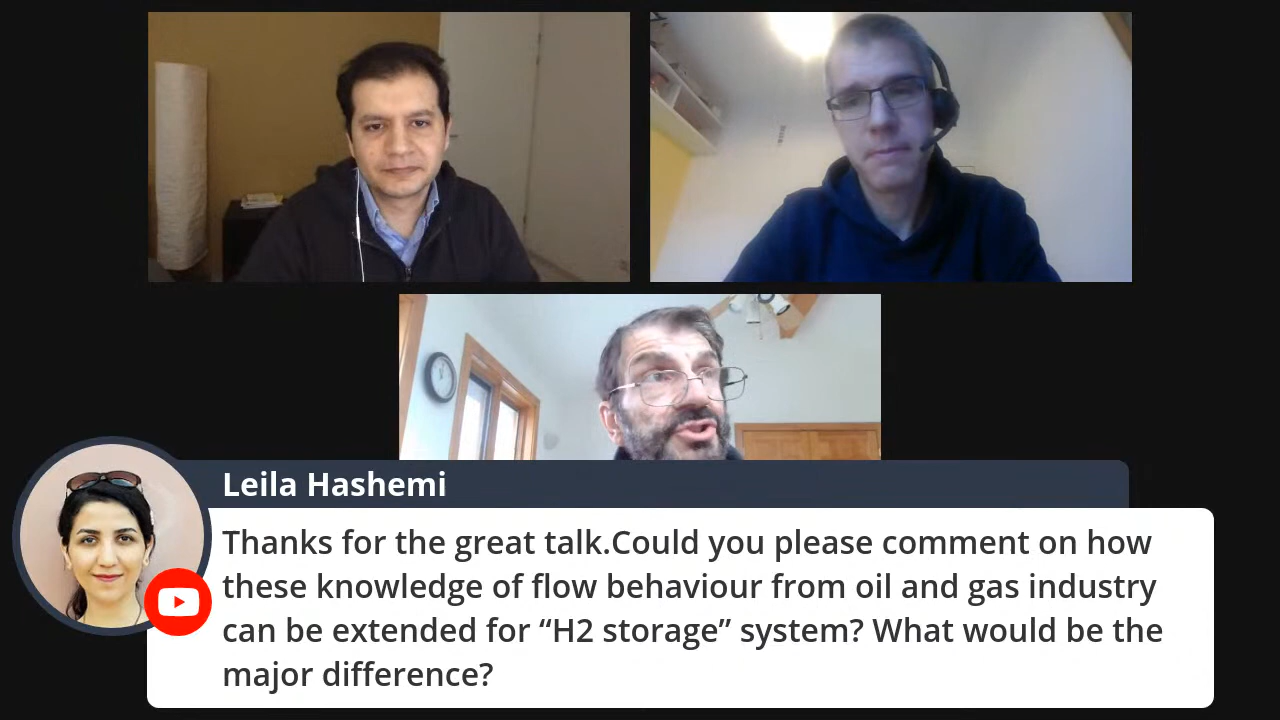 Leila Hashemi
Thanks for the great talk.Could you please comment on how
these knowledge of flow behaviour from oil and gas industry
can be extended for “H2 storage” system? What would be the
major difference?